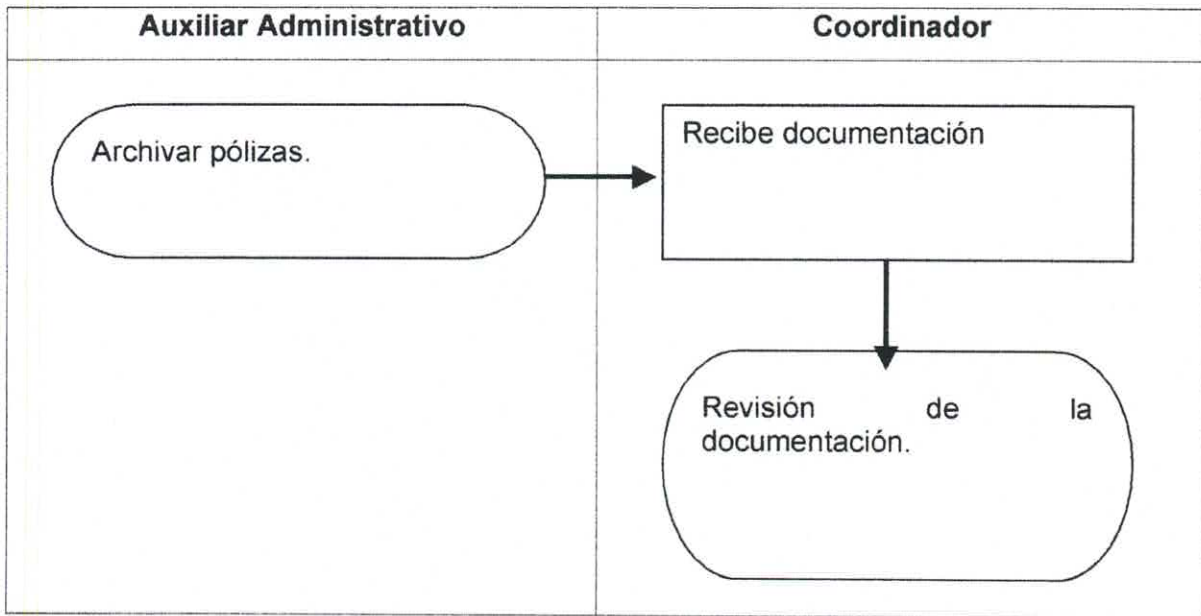 Auxiliar Administrativo
Coordinador
Archivar pólizas.
Recibe documentación
Revisión de la
documentación.